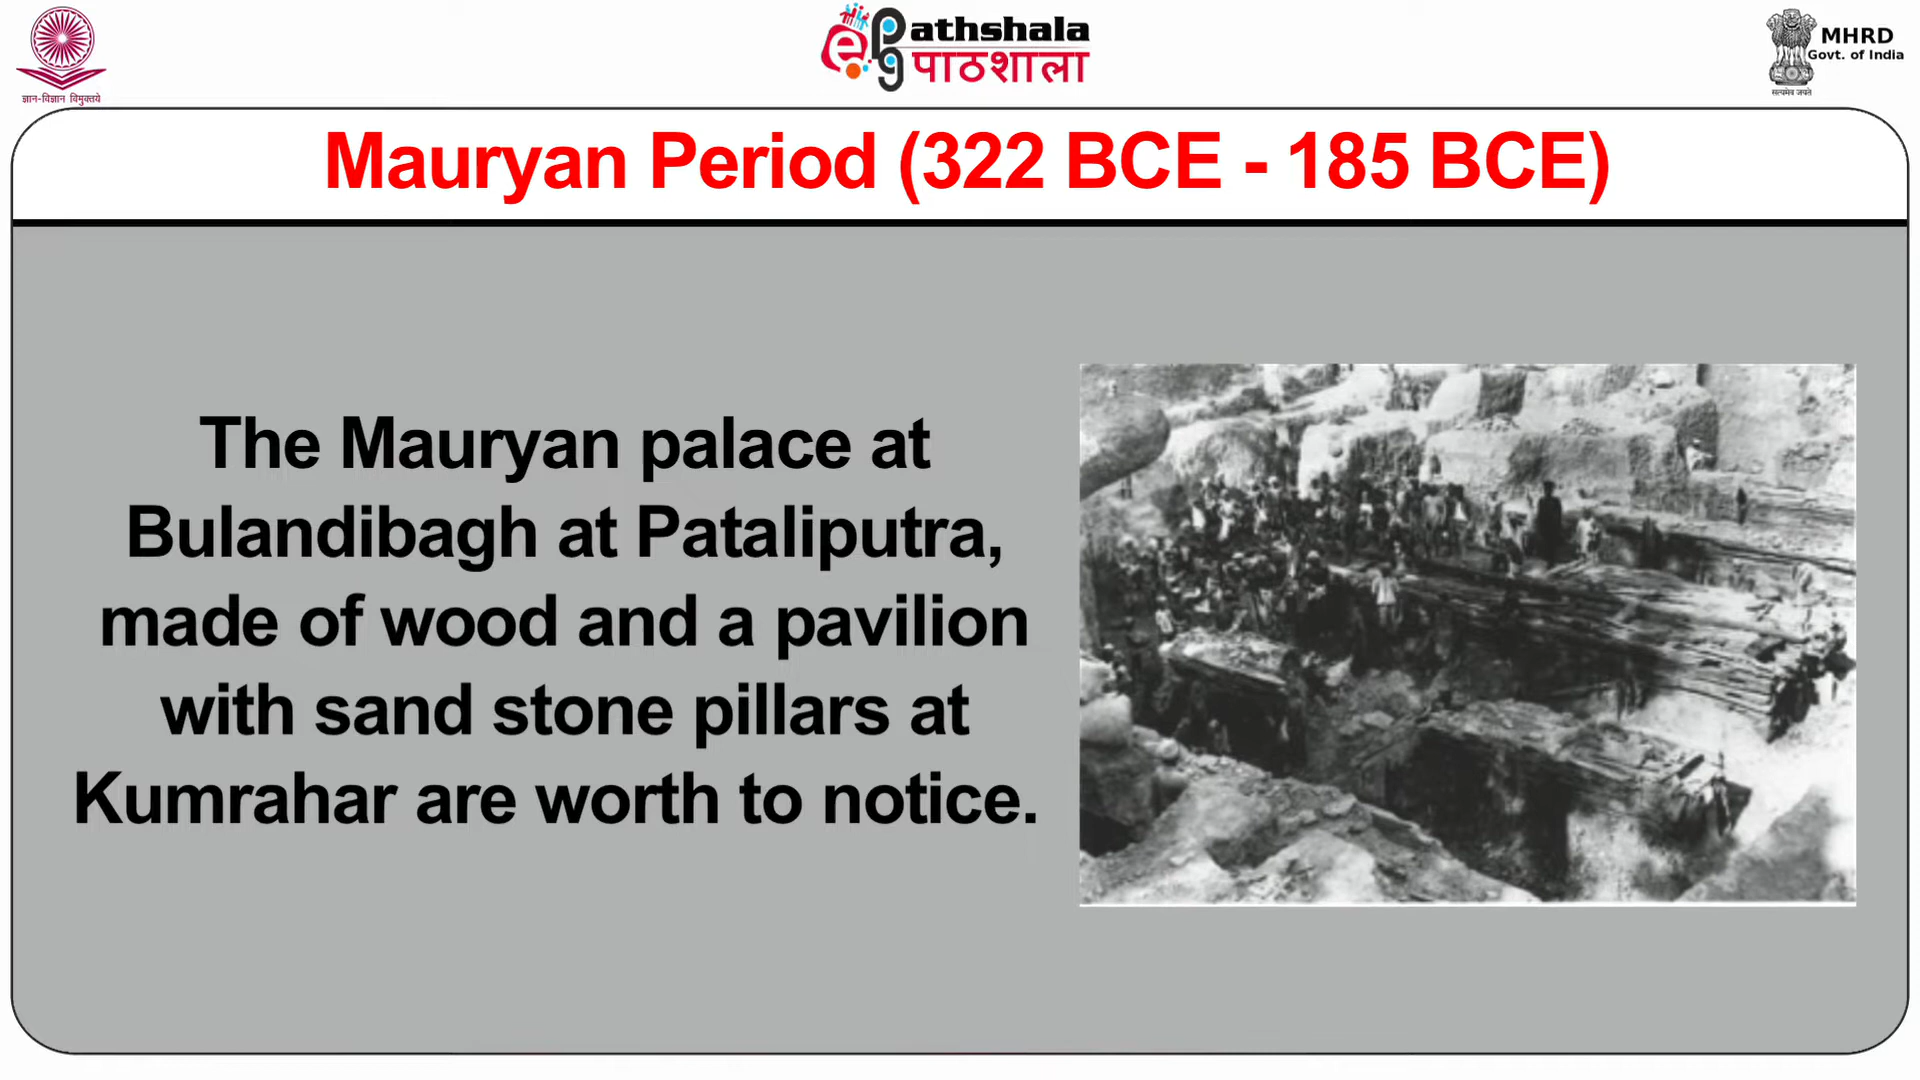 ज्ञान-विज्ञान विमुक्तये
e Pg athshala
पाठशाला
MHRD
Govt. of India
सत्यमेव जयते
Mauryan Period (322 BCE - 185 BCE)
The Mauryan palace at
Bulandibagh at Pataliputra,
made of wood and a pavilion
with sand stone pillars at
Kumrahar are worth to notice.